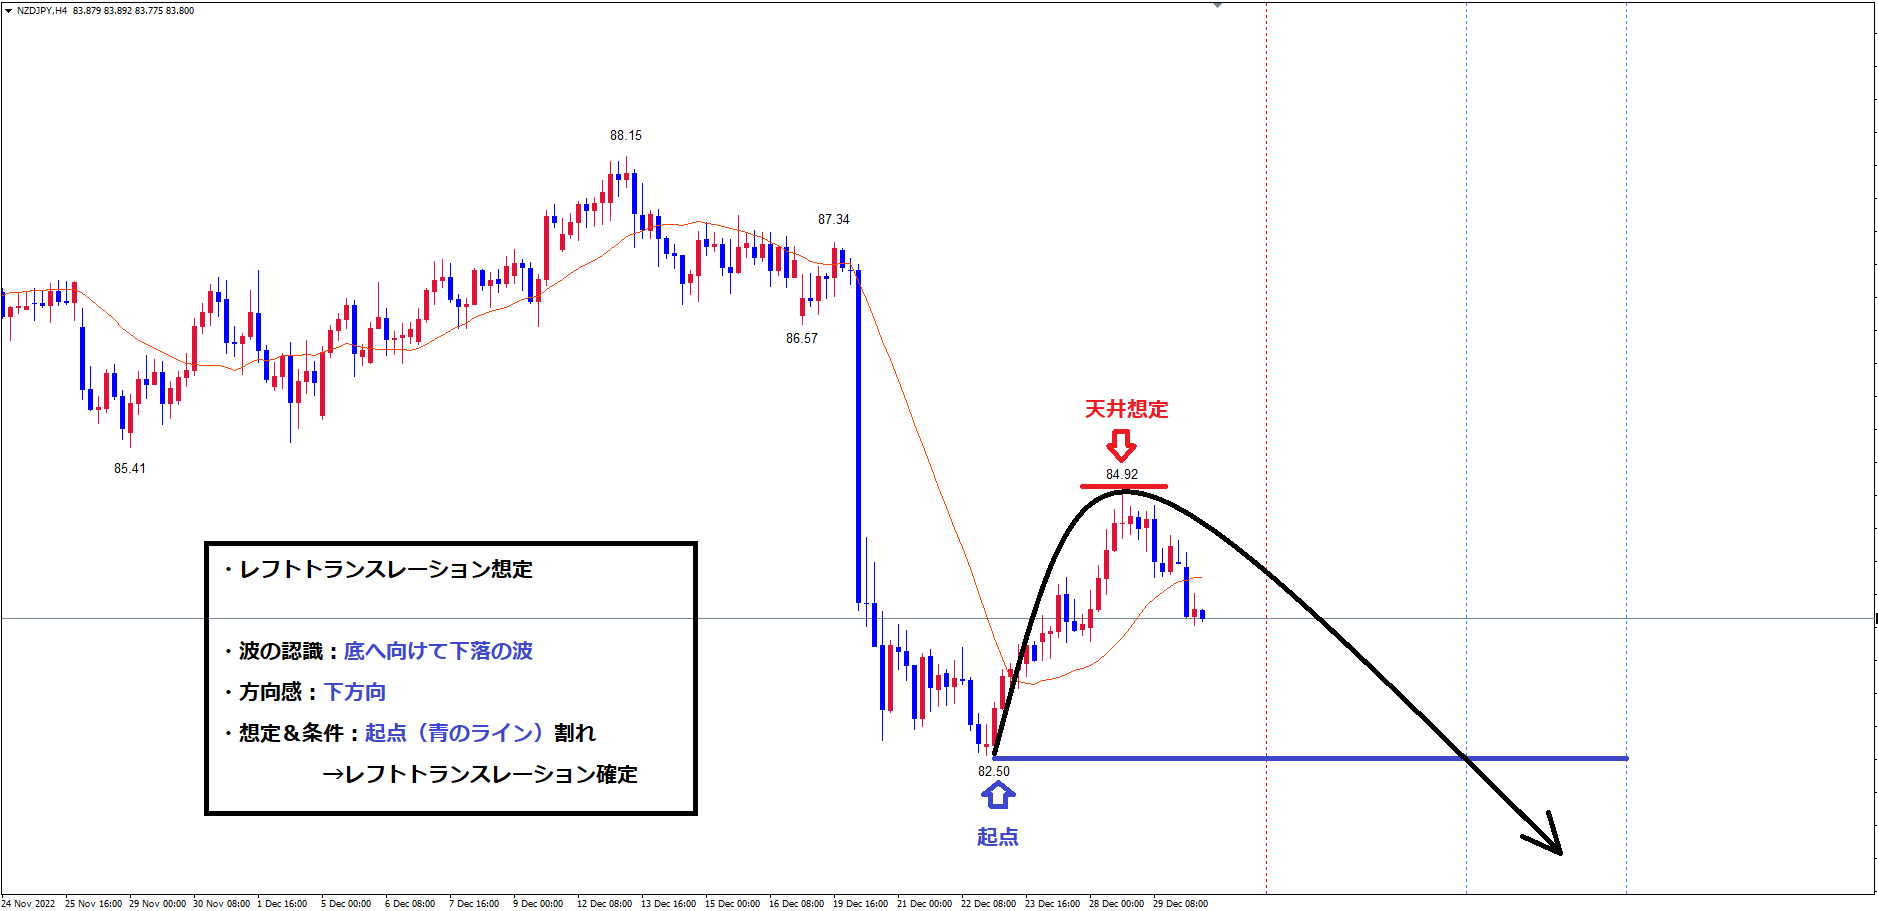 NZDJPY,H4 83.879 83.892 83.775 83.800
88.15
87.34
86.57
85.41
天井想定
84.92
・レフトトランスレーション想定
・波の認識：底へ向けて下落の波
・方向感：下方向
・想定＆条件：起点（青のライン）割れ
→レフトトランスレーション確定
82.50
起点
24 Nov 2022 25 Nov 16:00 29 Nov 00:00 30 Nov 08:00 1 Dec 16:00 5 Dec 00:00 6 Dec 08:00 7 Dec 16:00 9 Dec 00:00 12 Dec 08:00 13 Dec 16:00 15 Dec 00:00 16 Dec 08:00 19 Dec 16:00 21 Dec 00:00 22 Dec 08:00 23 Dec 16:00 28 Dec 00:00 29 Dec 08:00